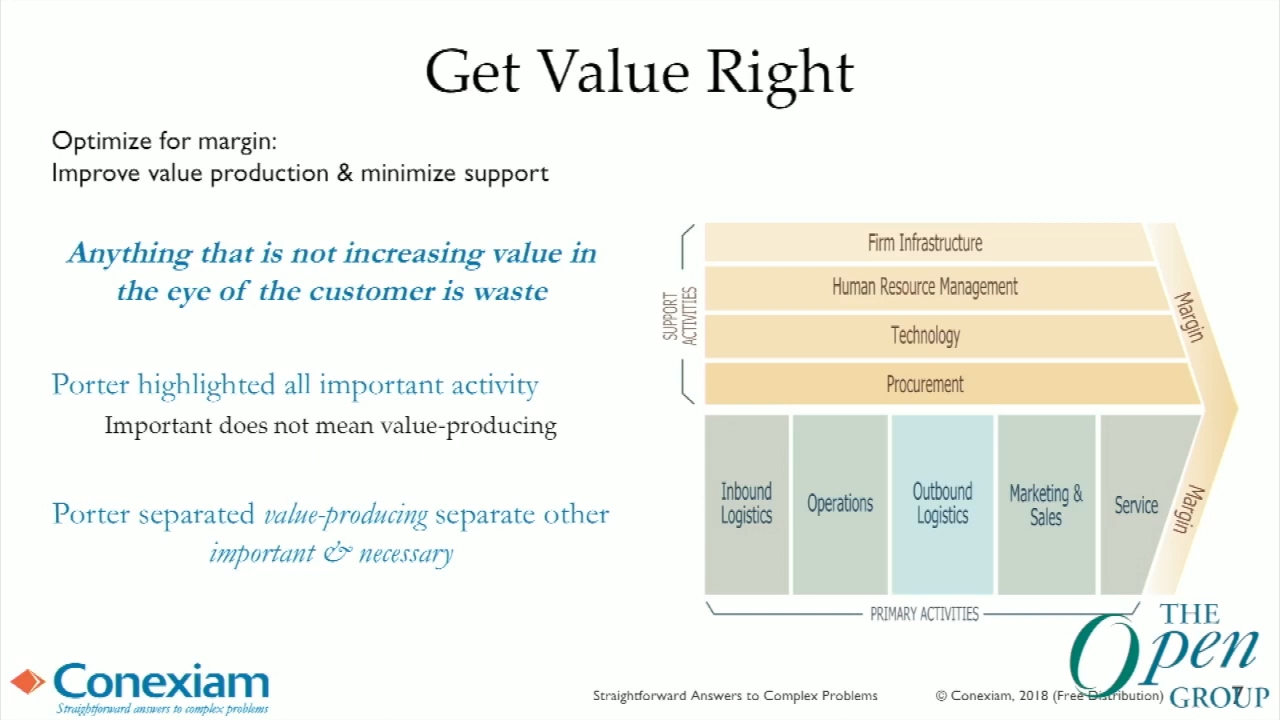 Get Value Right
Optimize for margin:
Improve value production & minimize support
Anything that is not increasing value in
the eye of the customer is waste
Porter highlighted all important activity
Important does not mean value-producing
Porter separated value-producing separate other
important & necessary
SUPPORT
ACTIVITIES
Firm Infrastructure
Human Resource Management
Technology
Procurement
Margin
Inbound
Logistics
Operations
Outbound
Logistics
Marketing &
Sales
Service
Margin
PRIMARY ACTIVITIES
Conexiam
Straightforward answers to complex problems
Straightforward Answers to Complex Problems
© Conexiam, 2018 (Free Distribution)
7
THE
Open
GROUP